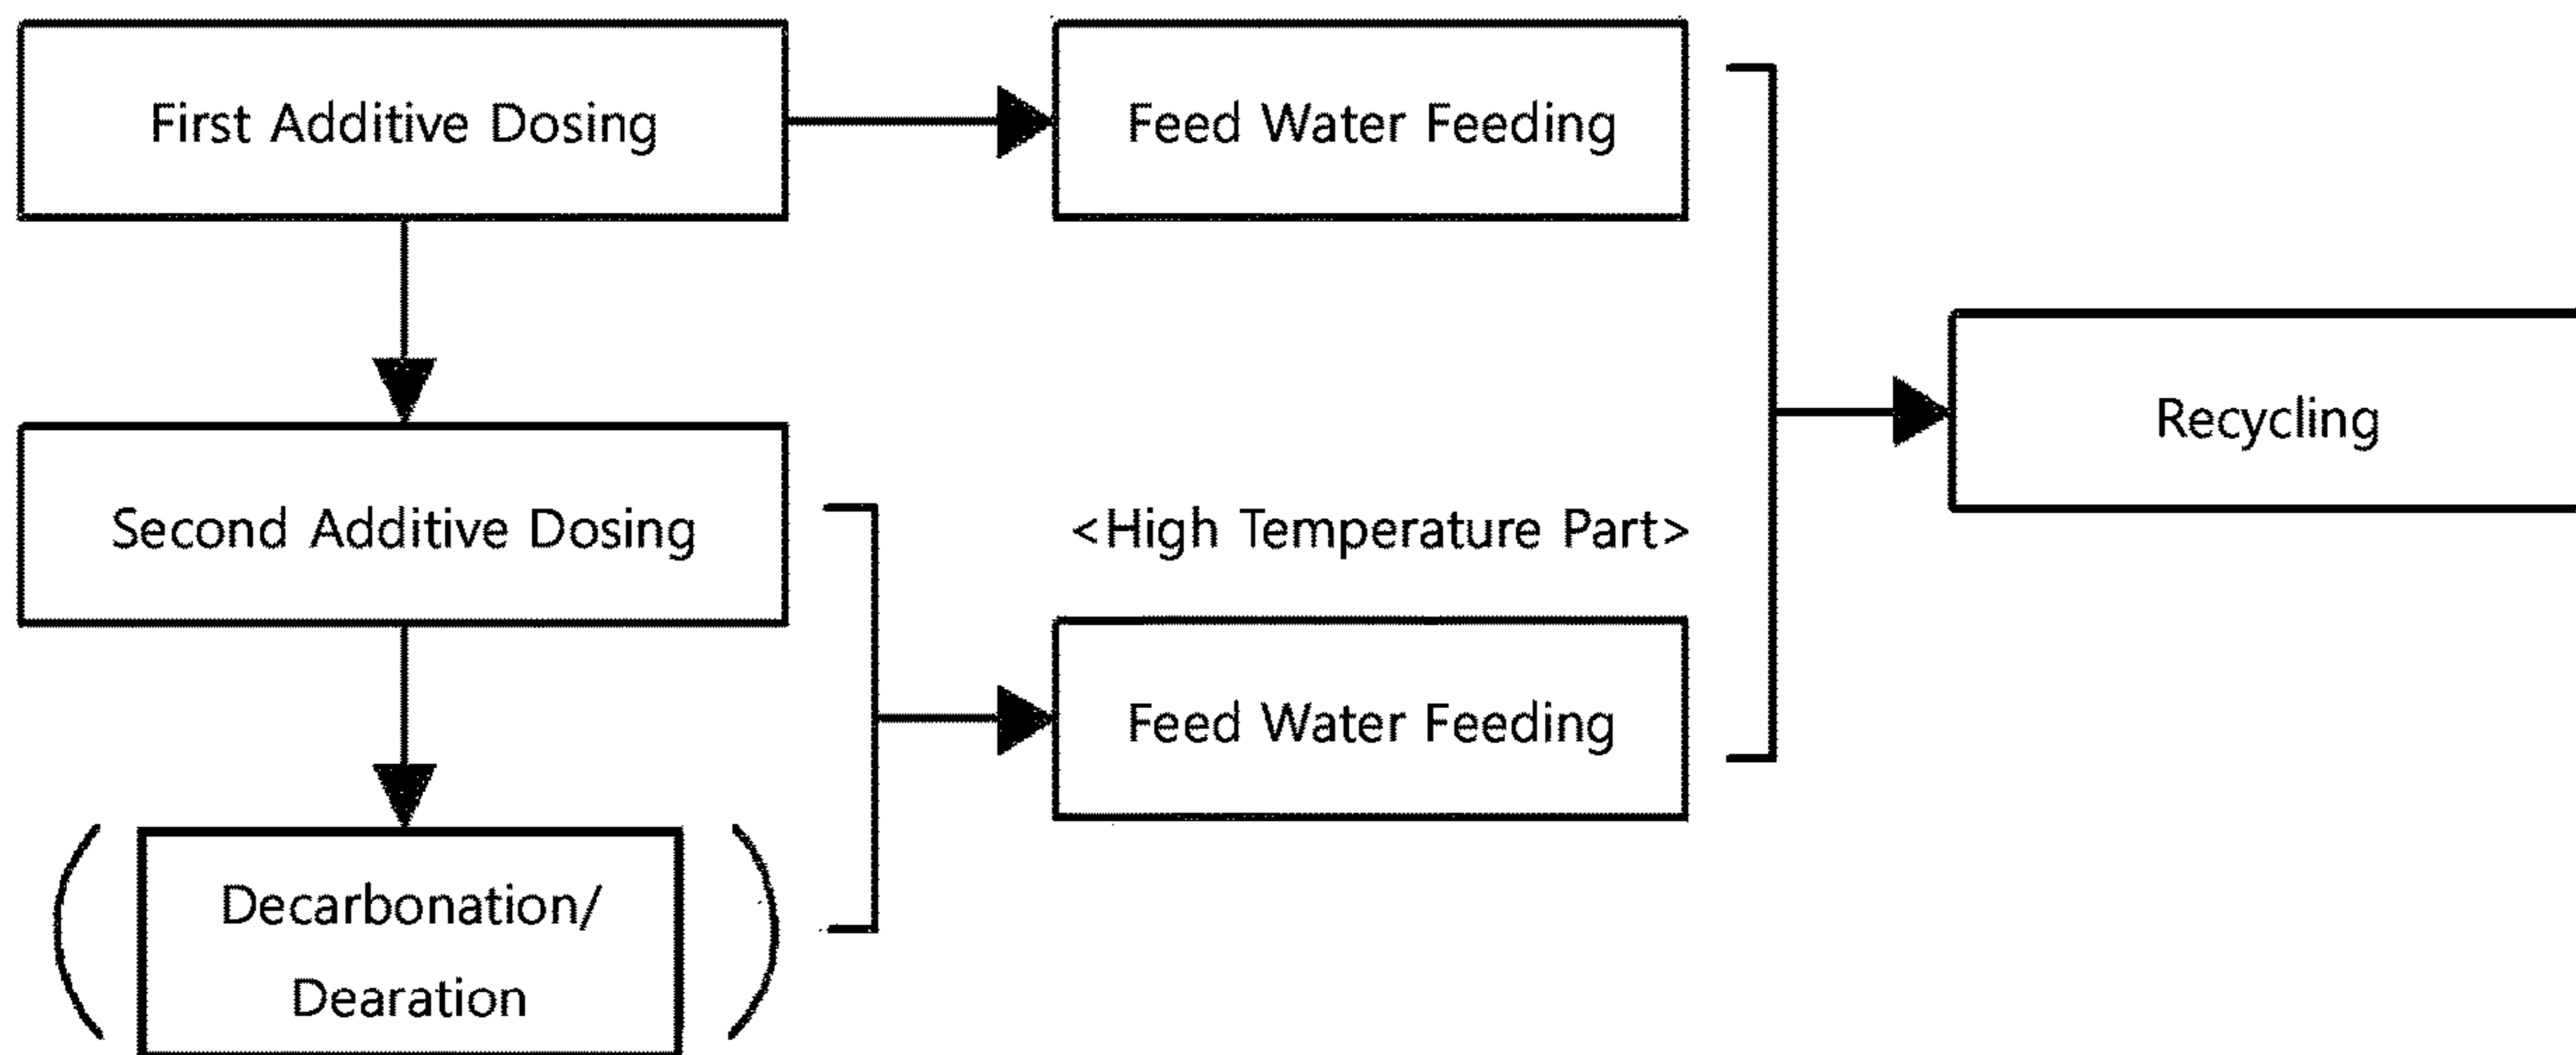 First Additive Dosing
Feed Water Feeding
Recycling
Second Additive Dosing
<High Temperature Part>
Feed Water Feeding
Decarbonation/
Dearation